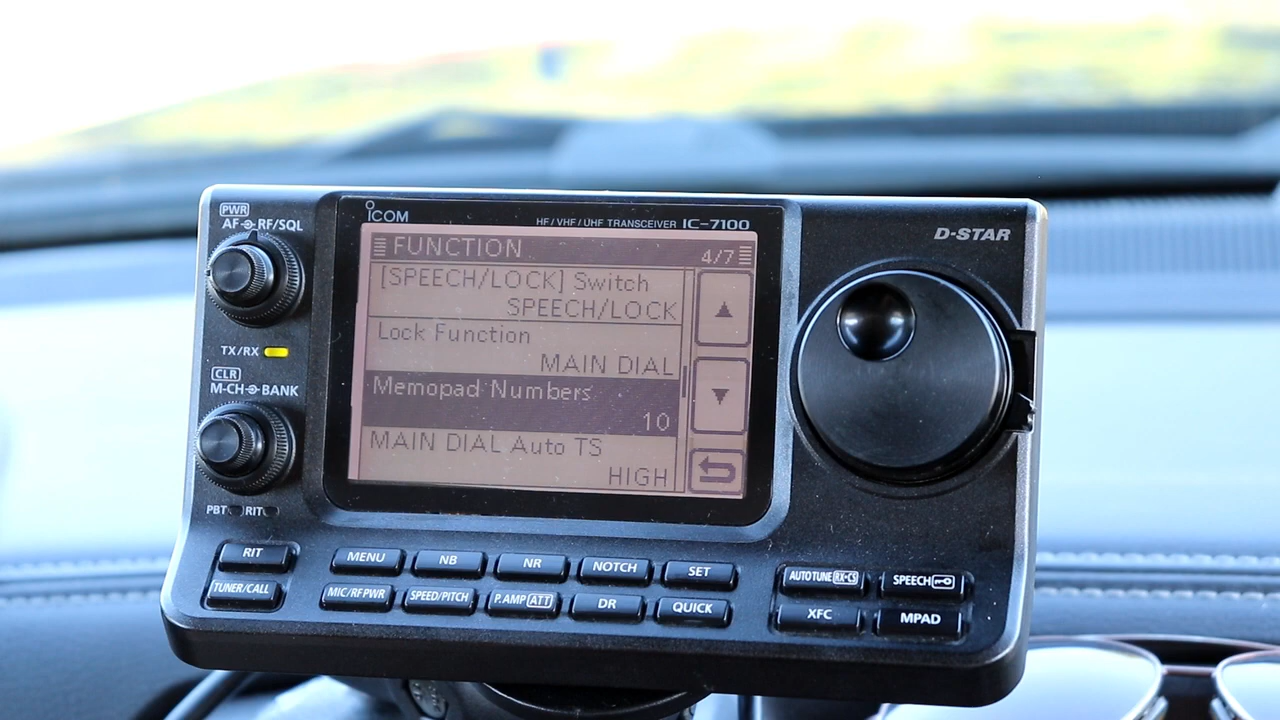 PWR
AF RF/SQL
ICOM
HF/VHF/UHF TRANSCEIVER IC-7100
D-STAR
FUNCTION 4/7
[SPEECH/LOCK] Switch
SPEECH/LOCK
Lock Function
MAIN DIAL
Memopad Numbers
10
MAIN DIAL Auto TS
HIGH
TX/RX
CLR
M-CH BANK
PBT RIT
RIT
MENU NB NR NOTCH SET
AUTOTUNE RX-CS SPEECH
TUNER/CALL
MIC/RF PWR SPEED/PITCH P.AMP ATT DR QUICK
XFC MPAD